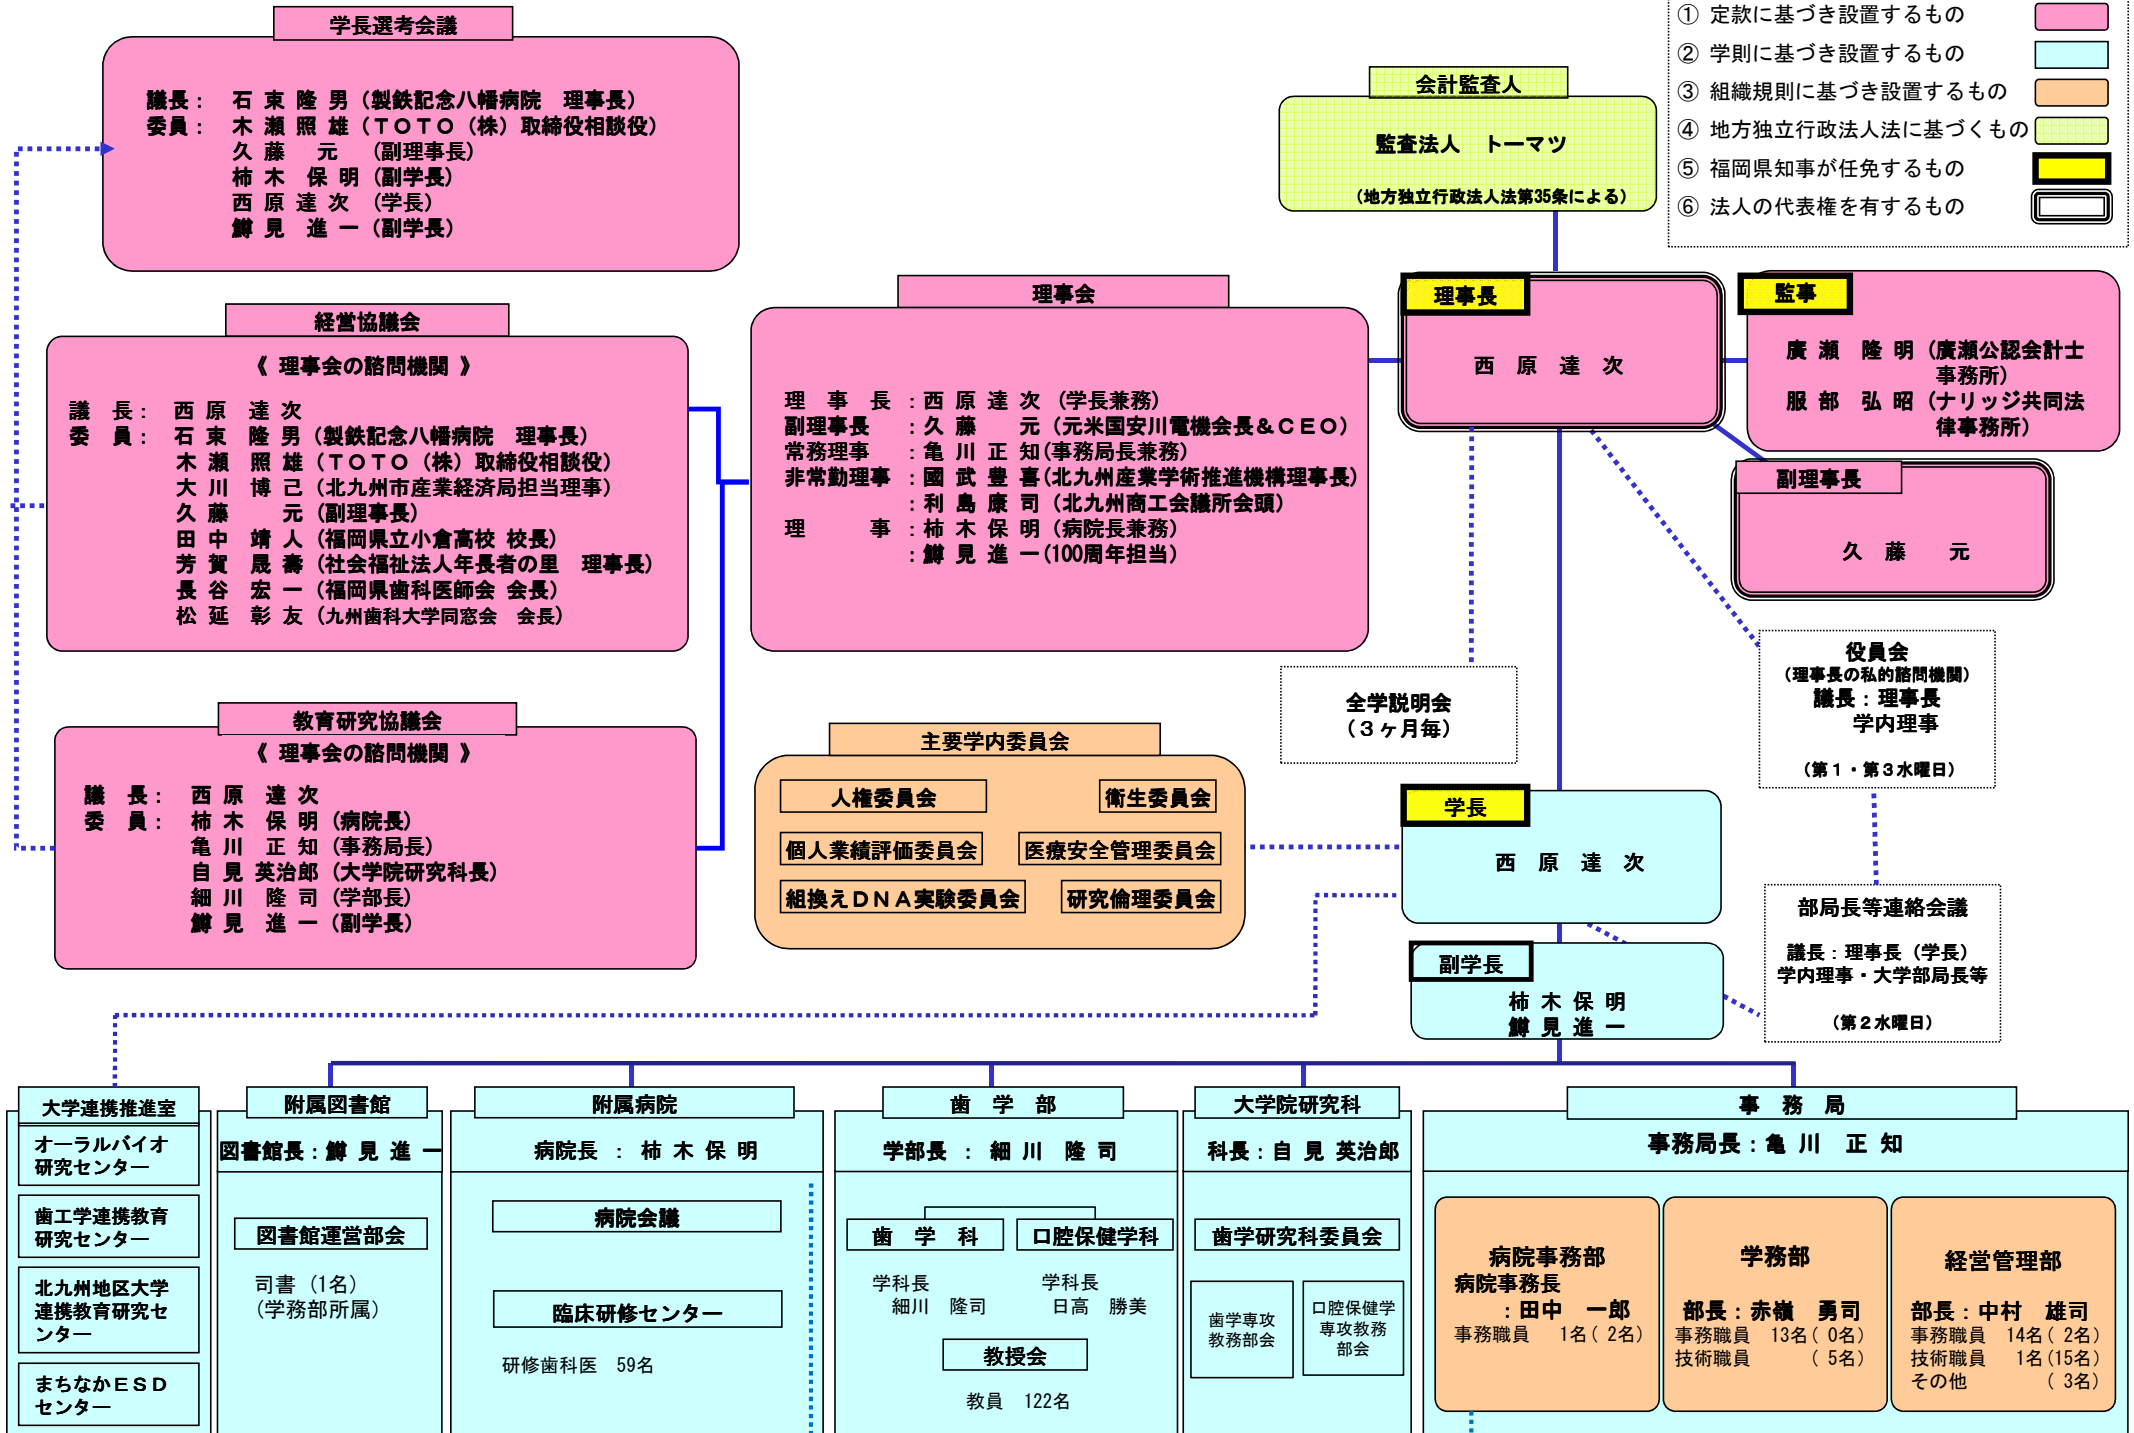 学長選考会議
議長： 石 束 隆 男（製鉄記念八幡病院　理事長）
委員： 木 瀬 照 雄（ＴＯＴＯ（株）取締役相談役）
久 藤　元　（副理事長）
柿 木　保 明（副学長）
西 原 達 次 （学長）
鱒 見　進 一（副学長）
① 定款に基づき設置するもの
② 学則に基づき設置するもの
③ 組織規則に基づき設置するもの
④ 地方独立行政法人法に基づくもの
⑤ 福岡県知事が任免するもの
⑥ 法人の代表権を有するもの
会計監査人
監査法人　トーマツ
（地方独立行政法人法第35条による）
経営協議会
《 理事会の諮問機関 》
議　長： 西 原　達 次
委　員： 石 束　隆 男（製鉄記念八幡病院　理事長）
木 瀬　照 雄（ＴＯＴＯ（株）取締役相談役）
大 川　博 己（北九州市産業経済局担当理事）
久 藤　　元（副理事長）
田 中　靖 人（福岡県立小倉高校 校長）
芳 賀　晟 壽（社会福祉法人年長者の里　理事長）
長 谷　宏 一（福岡県歯科医師会 会長）
松 延　彰 友（九州歯科大学同窓会　会長）
理事会
理　事　長 ：西 原 達 次 （学長兼務）
副理事長　：久 藤　　元（元米国安川電機会長＆ＣＥＯ）
常務理事　：亀 川 正 知（事務局長兼務）
非常勤理事 ：國 武 豊 喜（北九州産業学術推進機構理事長）
：利 島 康 司（北九州商工会議所会頭）
理　　　事 ：柿 木 保 明（病院長兼務）
：鱒 見 進 一（100周年担当）
理事長
西　原　達　次
監事
廣 瀬　隆 明（廣瀬公認会計士
事務所）
服 部　弘 昭（ナリッジ共同法
律事務所）
副理事長
久　藤　　元
役員会
（理事長の私的諮問機関）
議長：理事長
学内理事
（第１・第３水曜日）
全学説明会
（３ヶ月毎）
教育研究協議会
《 理事会の諮問機関 》
議　長： 西 原　達 次
委　員： 柿 木　保 明（病院長）
亀 川　正 知（事務局長）
自 見 英治郎（大学院研究科長）
細 川　隆 司（学部長）
鱒 見　進 一（副学長）
主要学内委員会
人権委員会
衛生委員会
個人業績評価委員会
医療安全管理委員会
組換えＤＮＡ実験委員会
研究倫理委員会
学長
西　原　達　次
部局長等連絡会議
議長：理事長（学長）
学内理事・大学部局長等
（第２水曜日）
副学長
柿 木 保 明
鱒 見 進 一
大学連携推進室
オーラルバイオ
研究センター
歯工学連携教育
研究センター
北九州地区大学
連携教育研究セ
ンター
まちなかＥＳＤ
センター
附属図書館
図書館長：鱒 見 進 一
図書館運営部会
司書（1名）
（学務部所属）
附属病院
病院長 ： 柿 木 保 明
病院会議
臨床研修センター
研修歯科医　59名
歯　学　部
学部長 ： 細 川　隆 司
歯　学　科
口腔保健学科
学科長
細川　隆司
学科長
日高　勝美
教授会
教員　122名
大学院研究科
科長：自 見 英治郎
歯学研究科委員会
歯学専攻
教務部会
口腔保健学
専攻教務
部会
事　務　局
事務局長：亀 川　正 知
病院事務部
病院事務長
：田中　一郎
事務職員　1名（ 2名）
学務部
部長：赤嶺　勇司
事務職員　13名（ 0名）
技術職員　　　（ 5名）
経営管理部
部長：中村　雄司
事務職員　14名（ 2名）
技術職員　1名（15名）
その他　　　（ 3名）